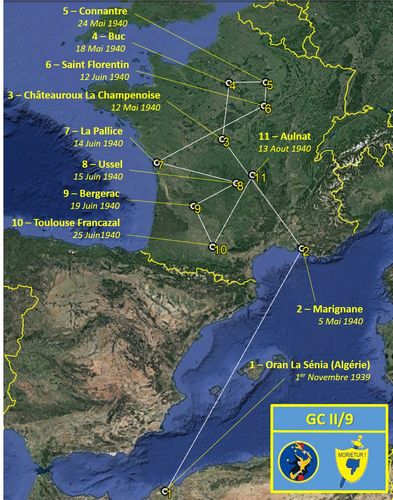 5 – Connantre
24 Mai 1940
4 – Buc
18 Mai 1940
6 – Saint Florentin
12 Juin 1940
3 – Châteauroux La Champenoise
12 Mai 1940
7 – La Pallice
14 Juin 1940
11 – Aulnat
13 Aout 1940
8 – Ussel
15 Juin 1940
9 – Bergerac
19 Juin 1940
10 – Toulouse Francazal
25 Juin1940
2 – Marignane
5 Mai 1940
1 – Oran La Sénia (Algérie)
1er Novembre 1939
4
5
6
3
7
8
11
9
10
2
1
GC II/9
MORIETUR !